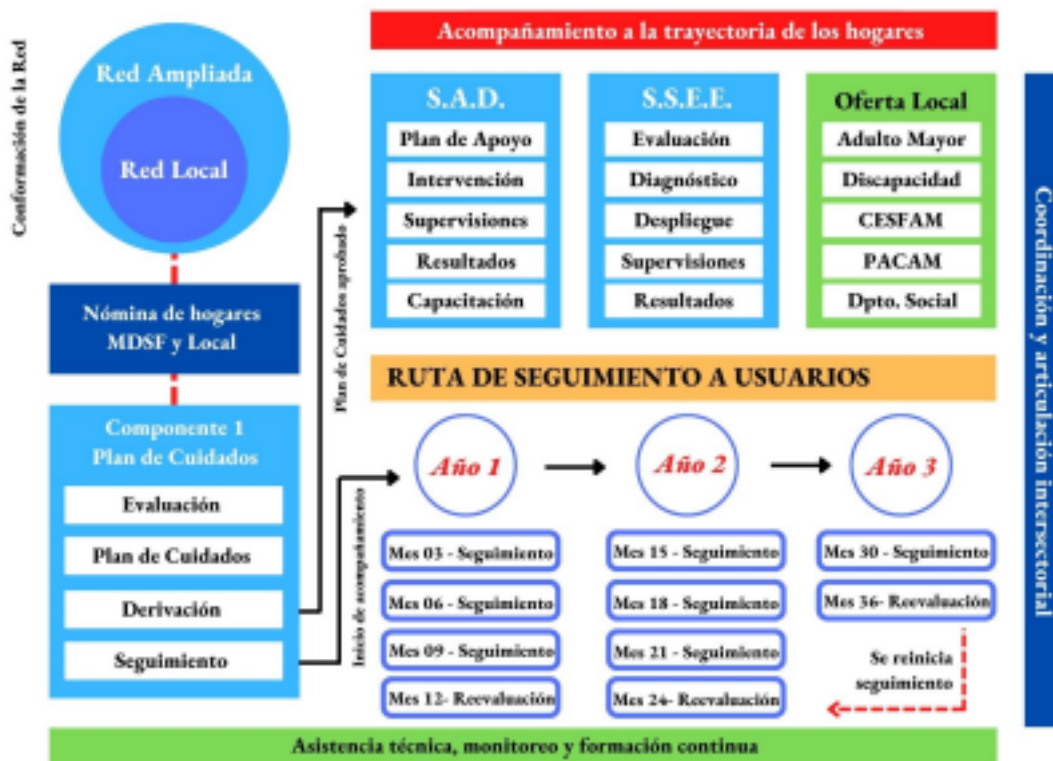 Conformación de la Red
Red Ampliada
Red Local
Nómina de hogares
MDSF y Local
Componente 1
Plan de Cuidados
Evaluación
Plan de Cuidados
Derivación
Seguimiento
Plan de Cuidados aprobado
Inicio de acompañamiento
Acompañamiento a la trayectoria de los hogares
S.A.D.
Plan de Apoyo
Intervención
Supervisiones
Resultados
Capacitación
S.S.E.E.
Evaluación
Diagnóstico
Despliegue
Supervisiones
Resultados
Oferta Local
Adulto Mayor
Discapacidad
CESFAM
PACAM
Dpto. Social
RUTA DE SEGUIMIENTO A USUARIOS
Año 1
Mes 03 - Seguimiento
Mes 06 - Seguimiento
Mes 09 - Seguimiento
Mes 12- Reevaluación
Año 2
Mes 15 - Seguimiento
Mes 18 - Seguimiento
Mes 21 - Seguimiento
Mes 24- Reevaluación
Año 3
Mes 30 - Seguimiento
Mes 36- Reevaluación
Se reinicia
seguimiento
Coordinación y articulación intersectorial
Asistencia técnica, monitoreo y formación continua